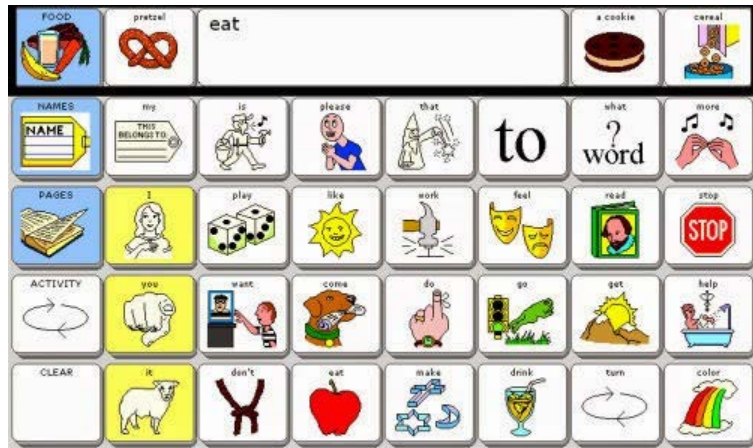 FOOD
pretzel
eat
a cookie
cereal
NAMES
NAME
my
THIS
BELONGS TO:
is
please
that
to
what
?
word
more
PAGES
I
play
like
work
feel
read
stop
STOP
ACTIVITY
you
want
come
do
go
get
help
CLEAR
it
don't
eat
make
drink
turn
color